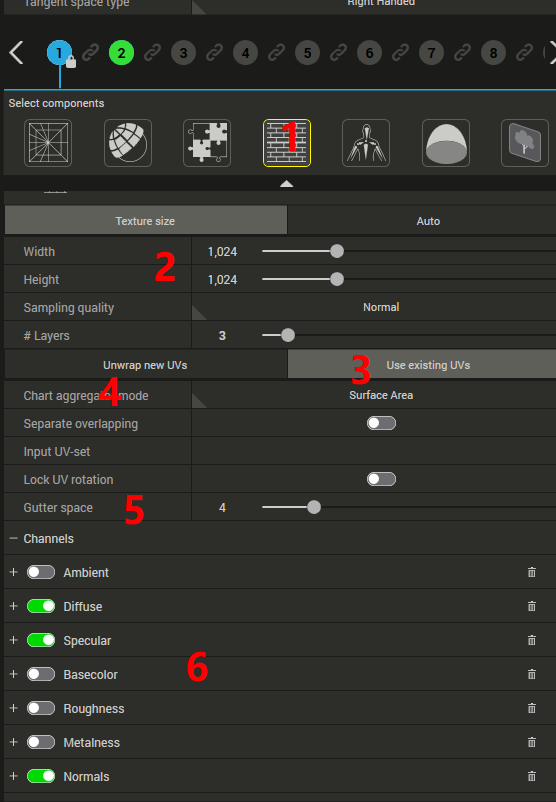 Tangent space type Right Handed
1 2 3 4 5 6 7 8
Select components
1
Texture size Auto
Width 1,024
2
Height 1,024
Sampling quality Normal
# Layers 3
Unwrap new UVs Use existing UVs
3
Chart aggregation mode Surface Area
4
Separate overlapping
Input UV-set
Lock UV rotation
Gutter space 4
5
Channels
Ambient
Diffuse
Specular
Basecolor
6
Roughness
Metalness
Normals